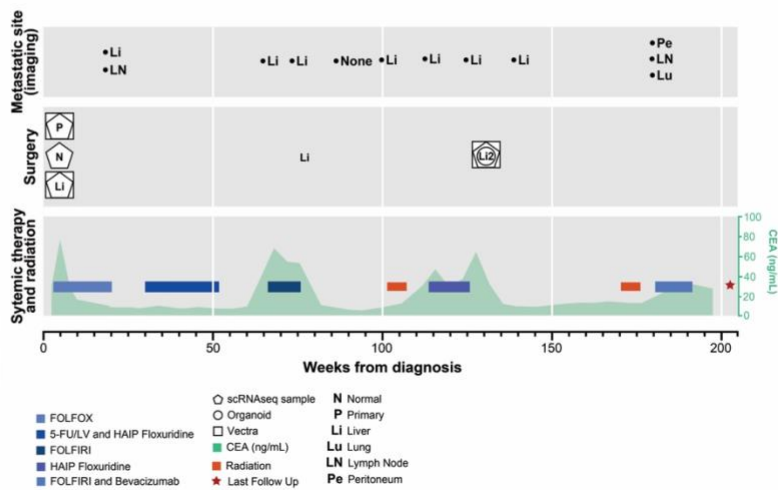 Metastatic site
(imaging)
Li
LN
Li
Li
None
Li
Li
Li
Li
Pe
LN
Lu
Surgery
P
N
Li
Li
Li2
Sytemic therapy
and radiation
100
80
60
40
20
0
CEA (ng/mL)
0 50 100 150 200
Weeks from diagnosis
FOLFOX
5-FU/LV and HAIP Floxuridine
FOLFIRI
HAIP Floxuridine
FOLFIRI and Bevacizumab
scRNAseq sample
Organoid
Vectra
CEA (ng/mL)
Radiation
Last Follow Up
N Normal
P Primary
Li Liver
Lu Lung
LN Lymph Node
Pe Peritoneum